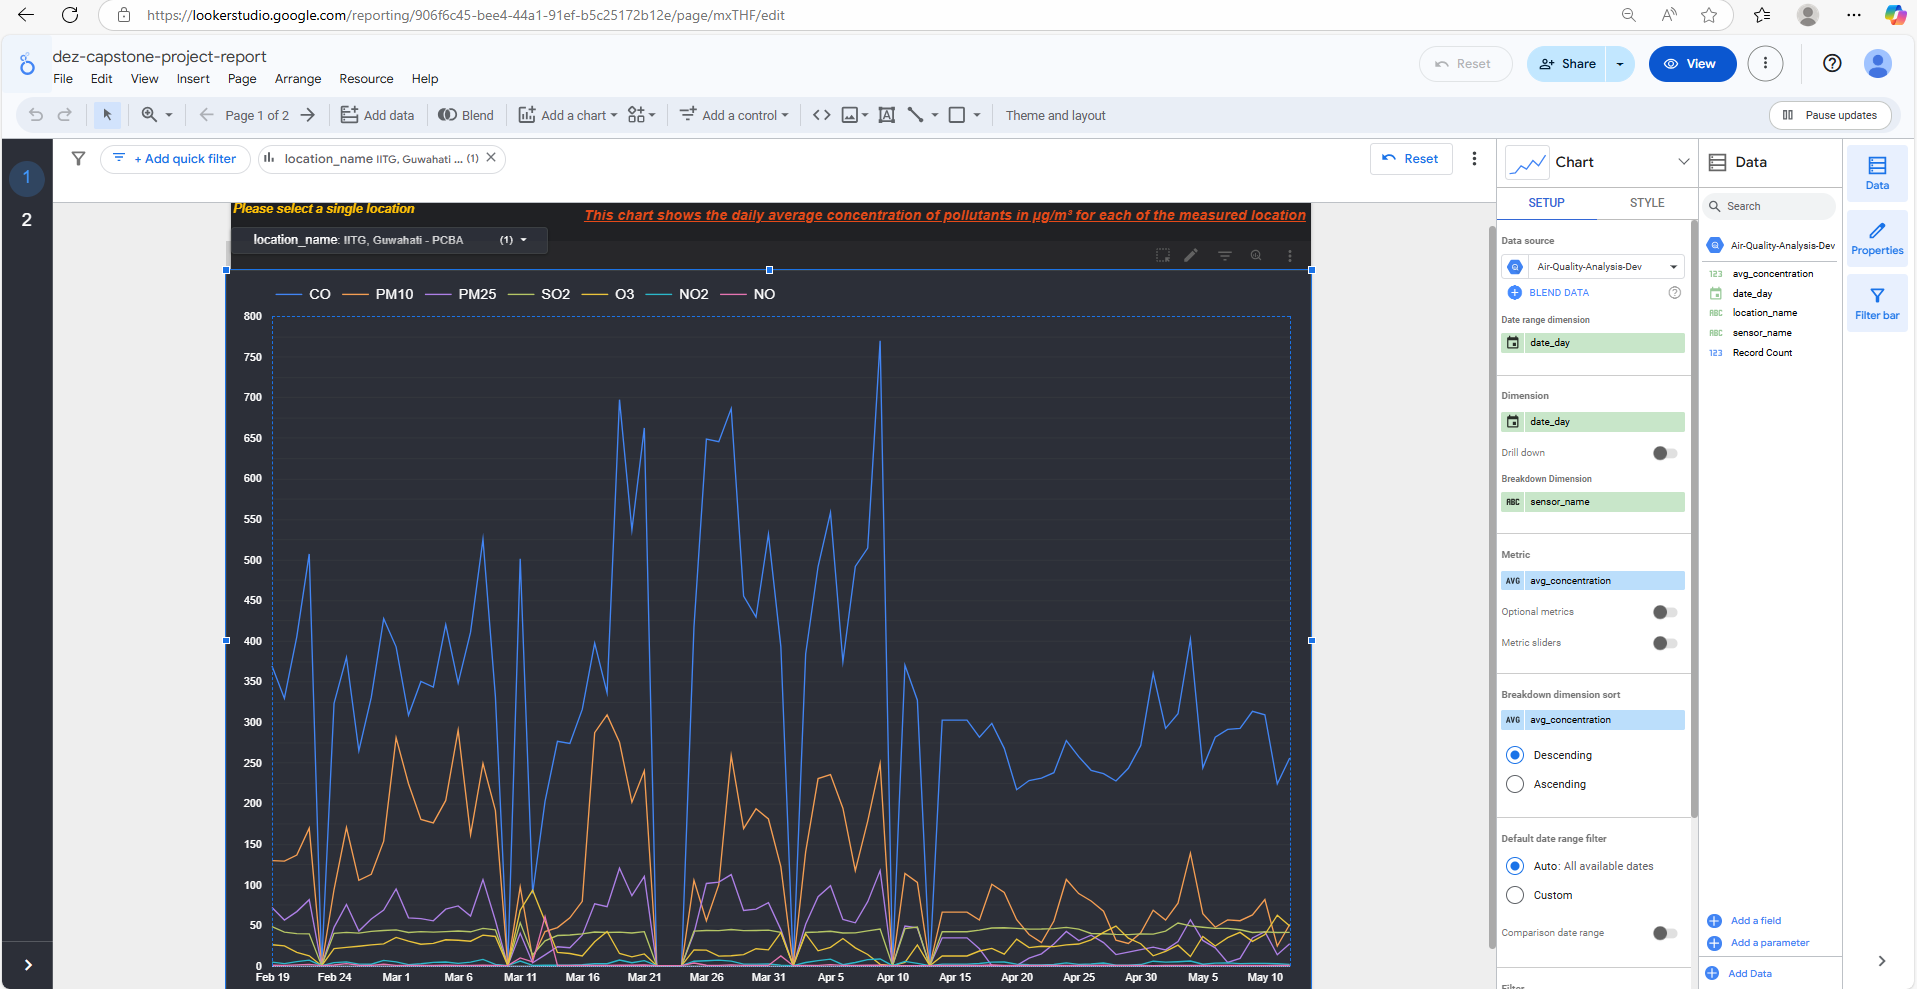 https://lookerstudio.google.com/reporting/906f6c45-bee4-44a1-91ef-b5c25172b12e/page/mxTHF/edit
dez-capstone-project-report
File Edit View Insert Page Arrange Resource Help
Reset
Share
View
Page 1 of 2
Add data
Blend
Add a chart
Add a control
Theme and layout
Pause updates
1
2
+ Add quick filter
location_name IITG, Guwahati ... (1)
Reset
Please select a single location
This chart shows the daily average concentration of pollutants in µg/m³ for each of the measured location
location_name: IITG, Guwahati - PCBA (1)
CO PM10 PM25 SO2 O3 NO2 NO
800
750
700
650
600
550
500
450
400
350
300
250
200
150
100
50
0
Feb 19 Feb 24 Mar 1 Mar 6 Mar 11 Mar 16 Mar 21 Mar 26 Mar 31 Apr 5 Apr 10 Apr 15 Apr 20 Apr 25 Apr 30 May 5 May 10
Chart
SETUP STYLE
Data source
Air-Quality-Analysis-Dev
BLEND DATA
Date range dimension
date_day
Dimension
date_day
Drill down
Breakdown Dimension
ABC sensor_name
Metric
AVG avg_concentration
Optional metrics
Metric sliders
Breakdown dimension sort
AVG avg_concentration
Descending
Ascending
Default date range filter
Auto: All available dates
Custom
Comparison date range
Filter
Data
Search
Air-Quality-Analysis-Dev
123 avg_concentration
date_day
ABC location_name
ABC sensor_name
123 Record Count
Add a field
Add a parameter
Add Data
Data
Properties
Filter bar